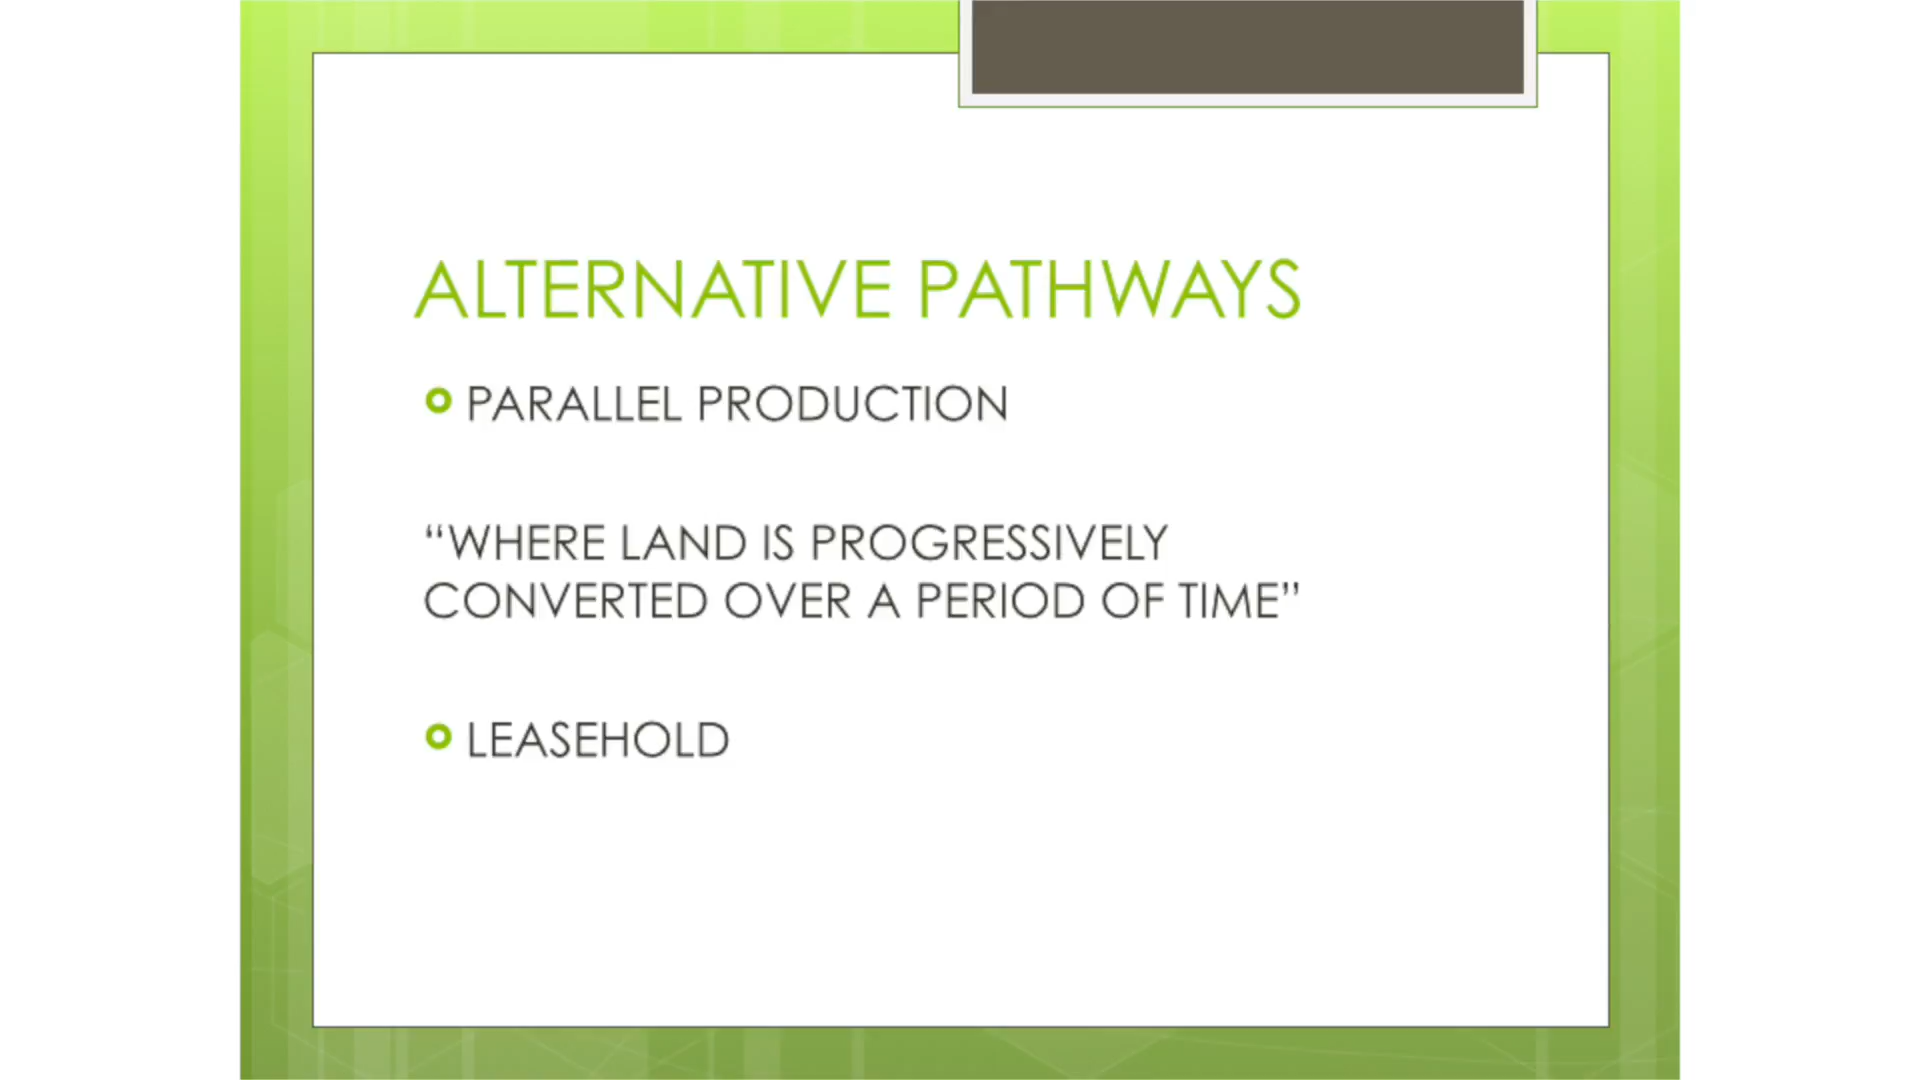 ALTERNATIVE PATHWAYS
PARALLEL PRODUCTION
“WHERE LAND IS PROGRESSIVELY
CONVERTED OVER A PERIOD OF TIME”
LEASEHOLD